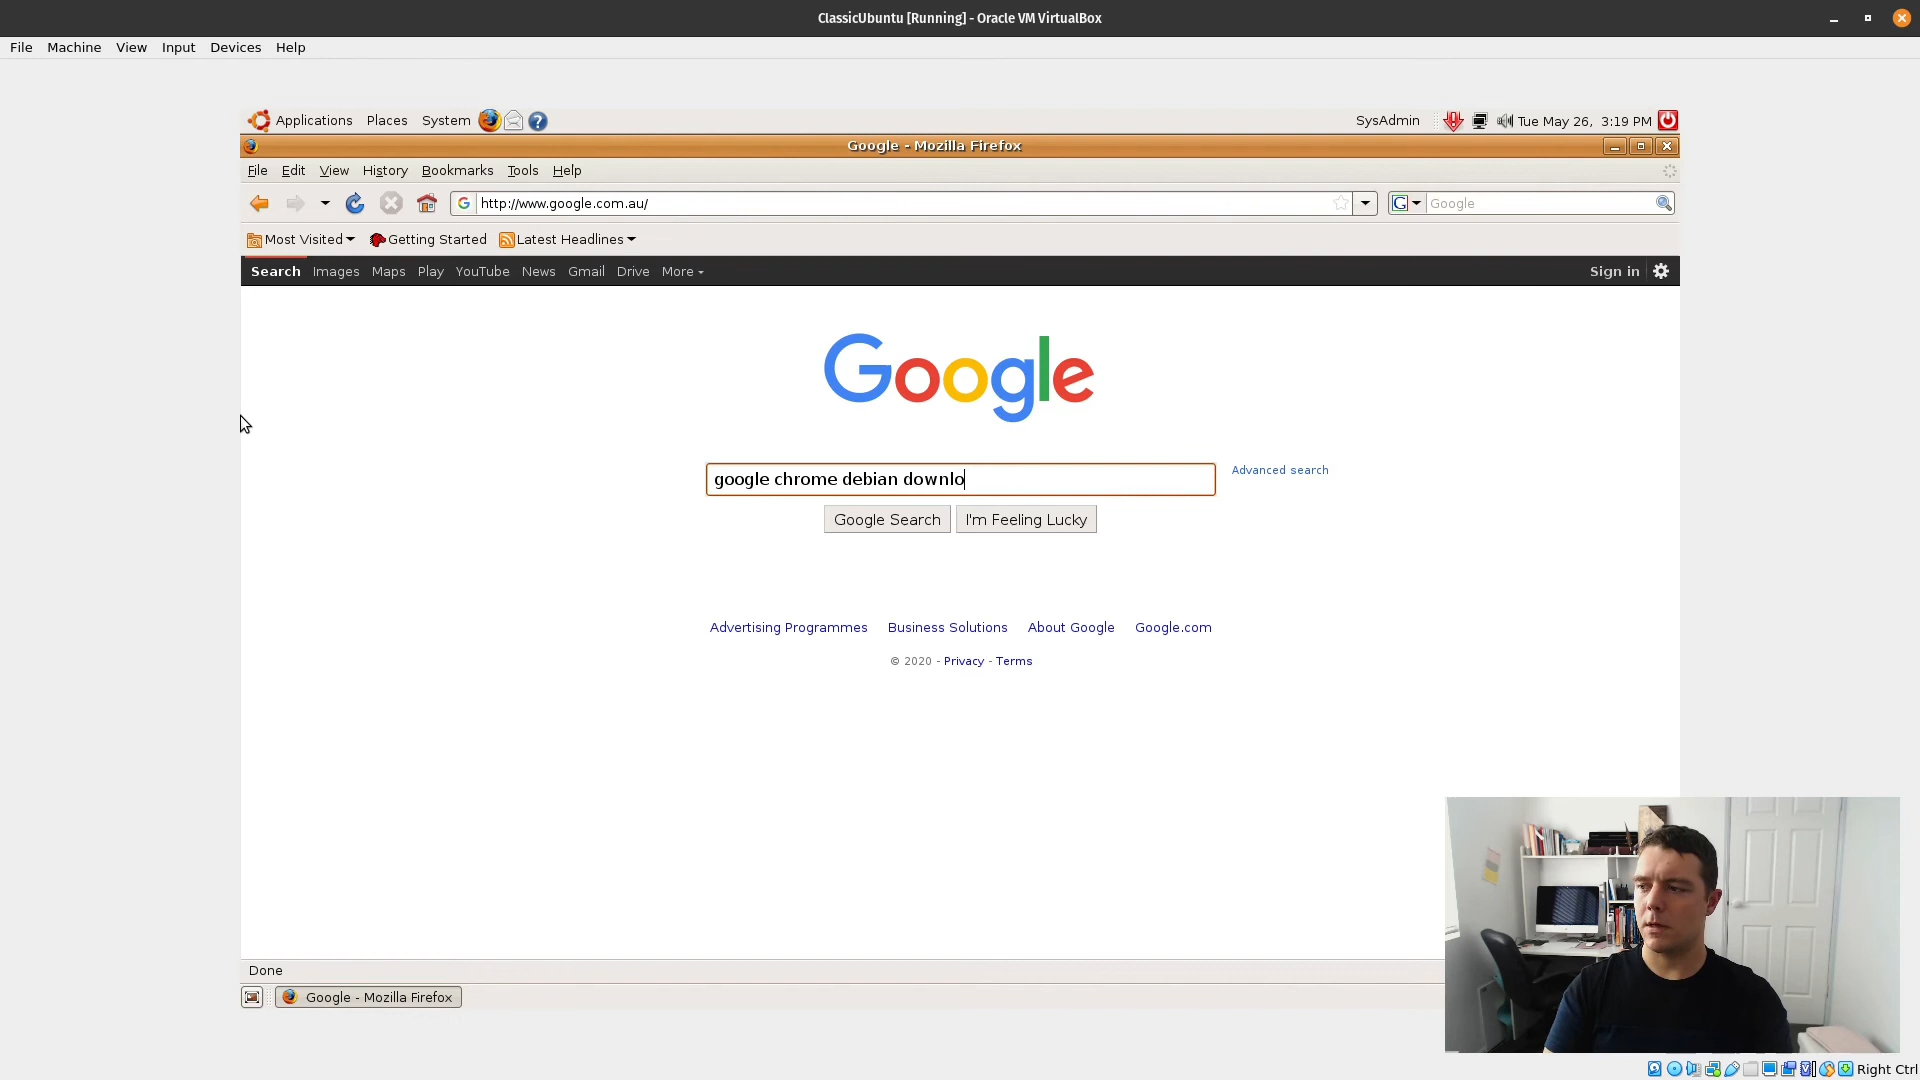 ClassicUbuntu [Running] - Oracle VM VirtualBox
File Machine View Input Devices Help
Applications Places System
SysAdmin Tue May 26, 3:19 PM
Google - Mozilla Firefox
File Edit View History Bookmarks Tools Help
http://www.google.com.au/
G Google
Most Visited Getting Started Latest Headlines
Search Images Maps Play YouTube News Gmail Drive More Sign in
Google
google chrome debian downlo
Advanced search
Google Search I'm Feeling Lucky
Advertising Programmes Business Solutions About Google Google.com
© 2020 - Privacy - Terms
Done
Google - Mozilla Firefox
Right Ctrl